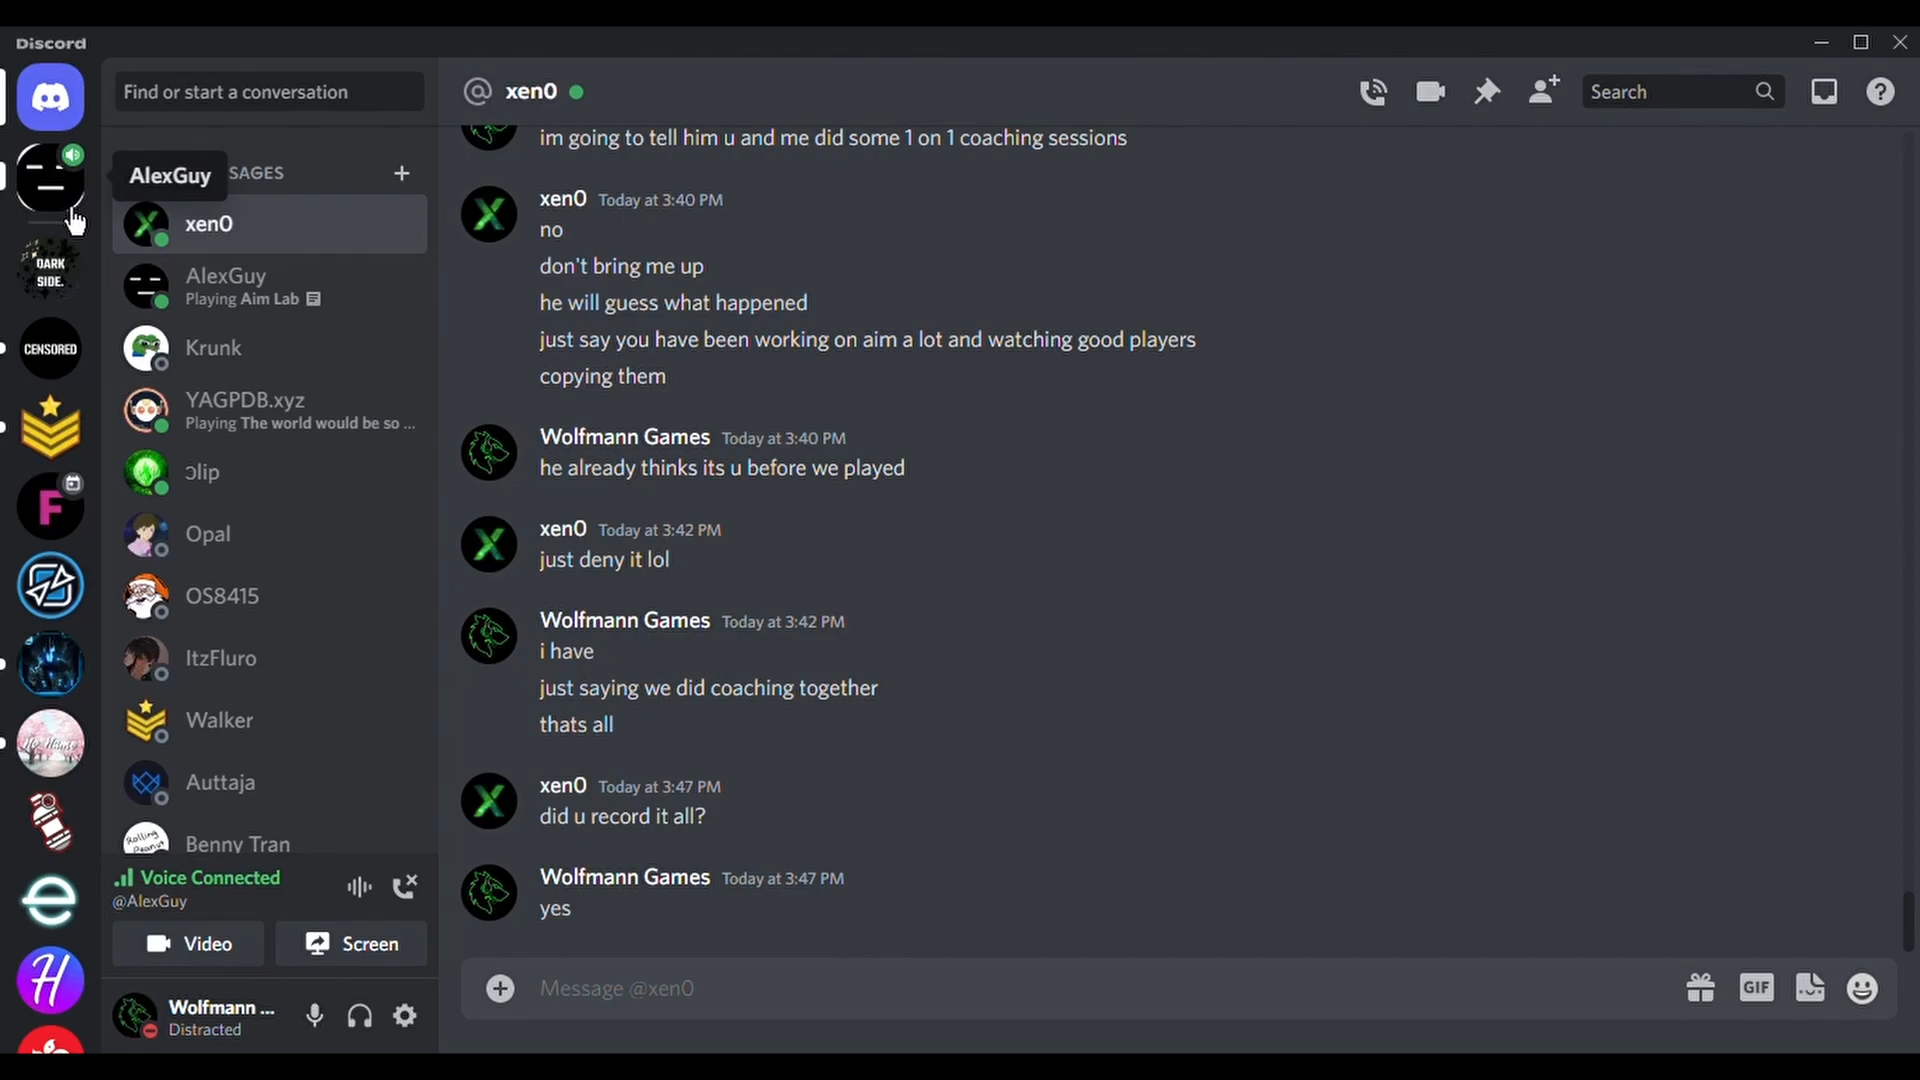 Discord
Find or start a conversation
AlexGuy
SAGES
xen0
AlexGuy
Playing Aim Lab
Krunk
YAGPDB.xyz
Playing The world would be so ...
ɔlip
Opal
OS8415
ItzFluro
Walker
Auttaja
Benny Tran
Voice Connected
@AlexGuy
Video
Screen
Wolfmann ...
Distracted
DARK
SIDE.
CENSORED
F
No Name
H
Rolling
Peanut
@ xen0
Search
im going to tell him u and me did some 1 on 1 coaching sessions
xen0 Today at 3:40 PM
no
don't bring me up
he will guess what happened
just say you have been working on aim a lot and watching good players
copying them
Wolfmann Games Today at 3:40 PM
he already thinks its u before we played
xen0 Today at 3:42 PM
just deny it lol
Wolfmann Games Today at 3:42 PM
i have
just saying we did coaching together
thats all
xen0 Today at 3:47 PM
did u record it all?
Wolfmann Games Today at 3:47 PM
yes
Message @xen0
GIF